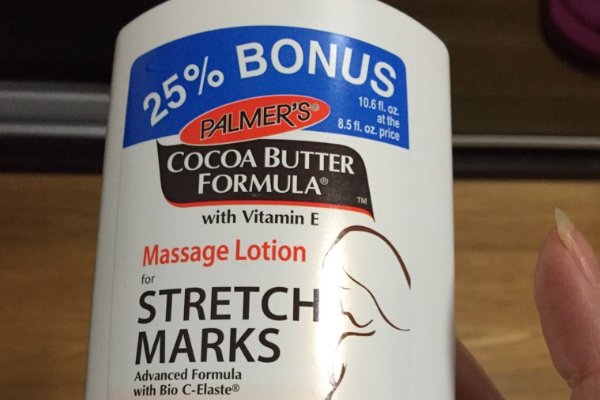 25% BONUS
10.6 fl. oz.
at the
8.5 fl. oz. price
PALMER'S®
COCOA BUTTER
FORMULA®
TM
with Vitamin E
Massage Lotion
for
STRETCH
MARKS
Advanced Formula
with Bio C-Elaste®